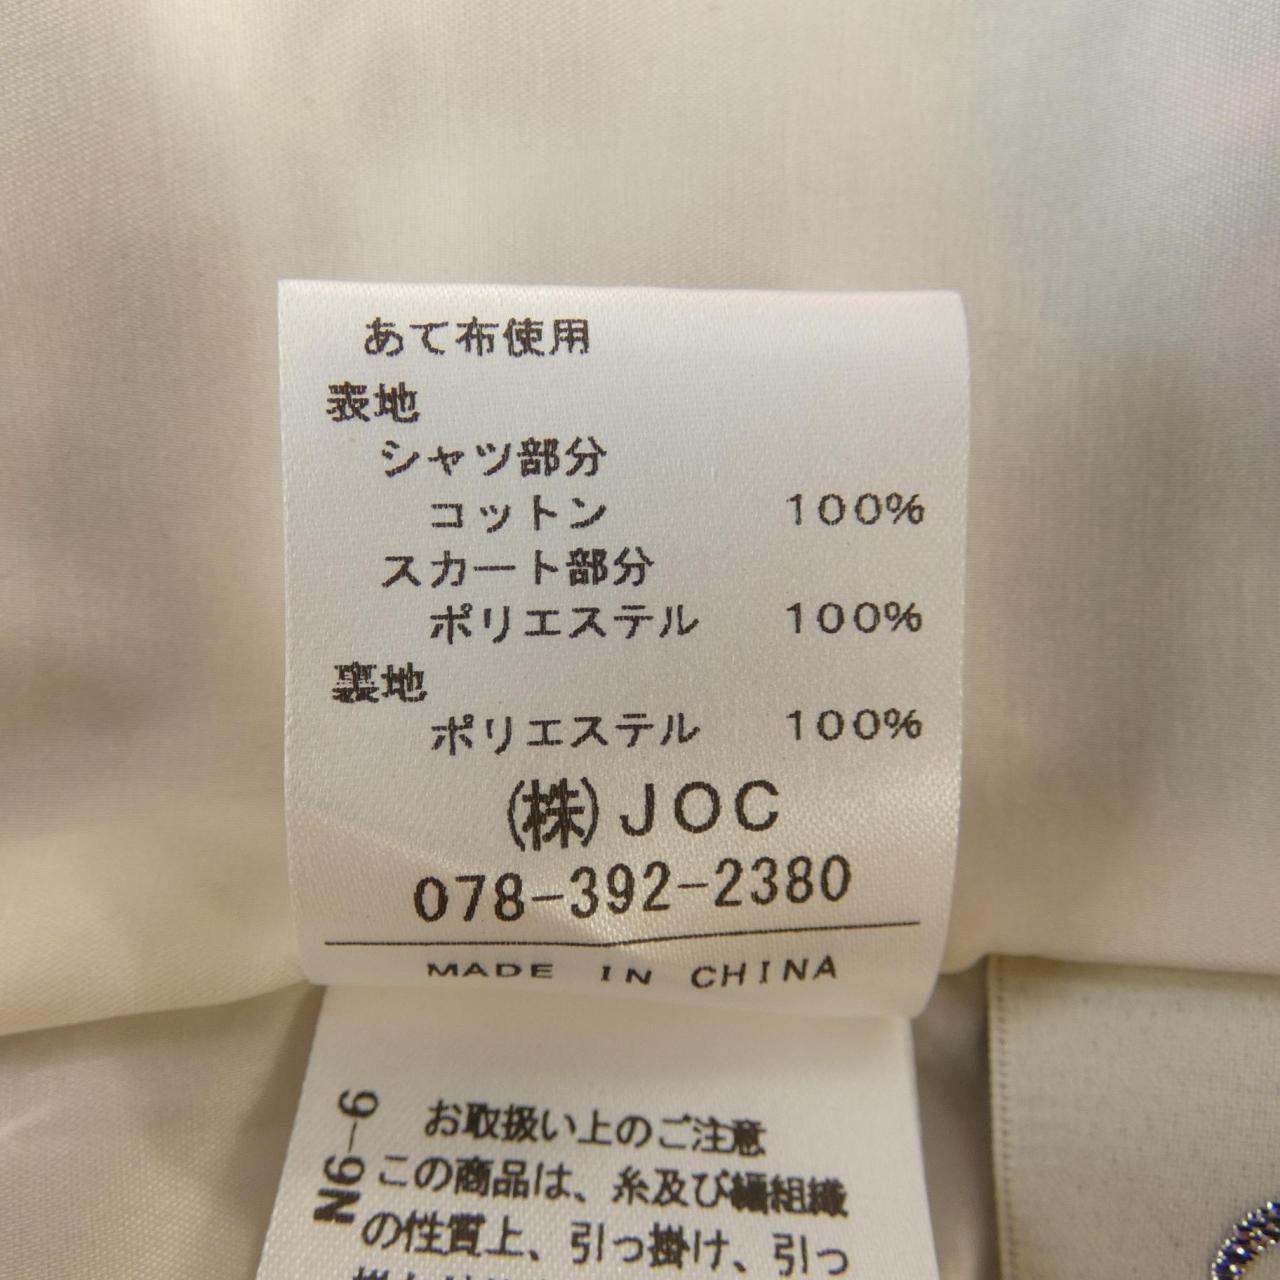 あて布使用
表地
シャツ部分
コットン 100%
スカート部分
ポリエステル 100%
裏地
ポリエステル 100%
(株)JOC
078-392-2380
MADE IN CHINA
N6-6
お取扱い上のご注意
この商品は、糸及び編組織
の性質上、引っ掛け、引っ